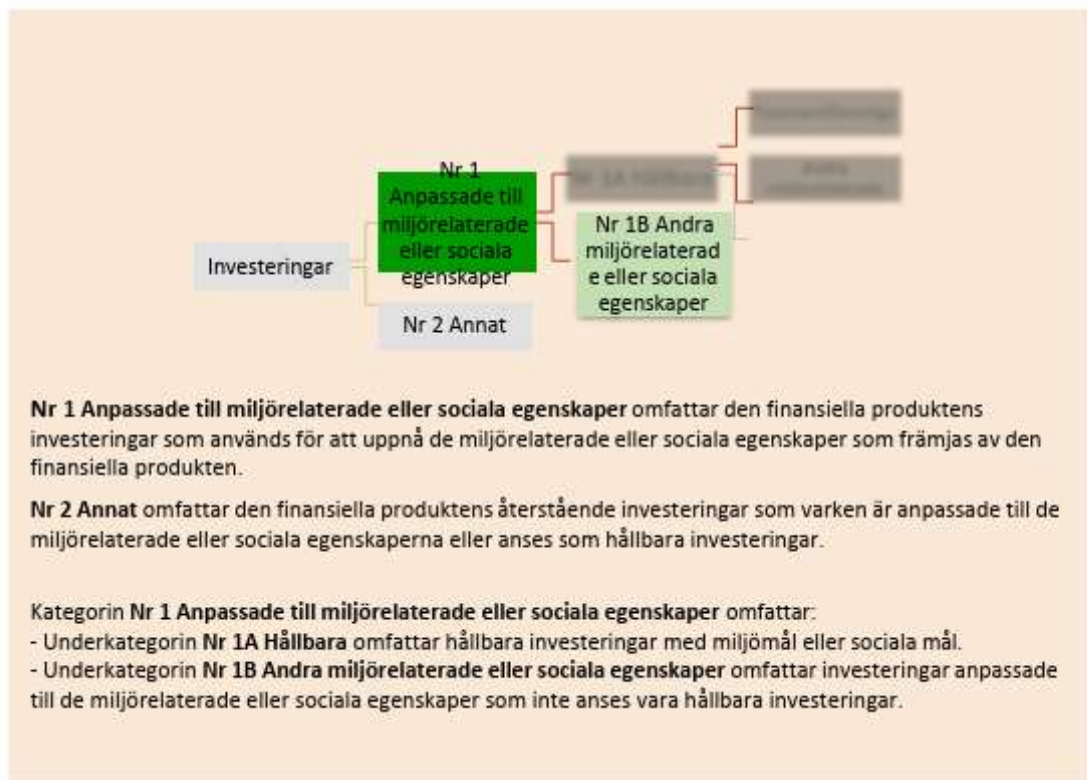 Nr 1
Anpassade till
miljörelaterade
eller sociala
egenskaper
Nr 1A Hållbara
Nr 1B Andra
miljörelaterad
e eller sociala
egenskaper
Investeringar
Nr 2 Annat
Nr 1 Anpassade till miljörelaterade eller sociala egenskaper omfattar den finansiella produktens
investeringar som används för att uppnå de miljörelaterade eller sociala egenskaper som främjas av den
finansiella produkten.
Nr 2 Annat omfattar den finansiella produktens återstående investeringar som varken är anpassade till de
miljörelaterade eller sociala egenskaperna eller anses som hållbara investeringar.
Kategorin Nr 1 Anpassade till miljörelaterade eller sociala egenskaper omfattar:
- Underkategorin Nr 1A Hållbara omfattar hållbara investeringar med miljömål eller sociala mål.
- Underkategorin Nr 1B Andra miljörelaterade eller sociala egenskaper omfattar investeringar anpassade
till de miljörelaterade eller sociala egenskaper som inte anses vara hållbara investeringar.